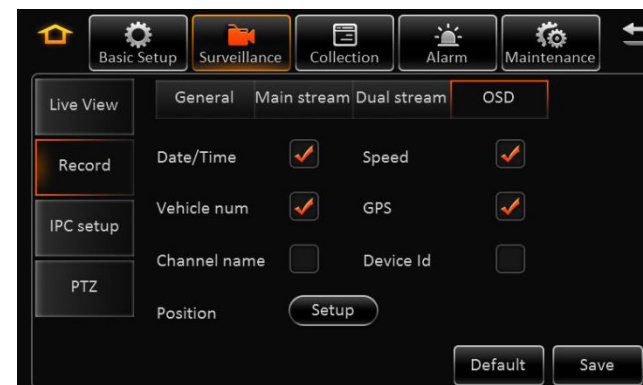 Basic Setup Surveillance Collection Alarm Maintenance
Live View
Record
IPC setup
PTZ
General Main stream Dual stream OSD
Date/Time Speed
Vehicle num GPS
Channel name Device Id
Position Setup
Default Save